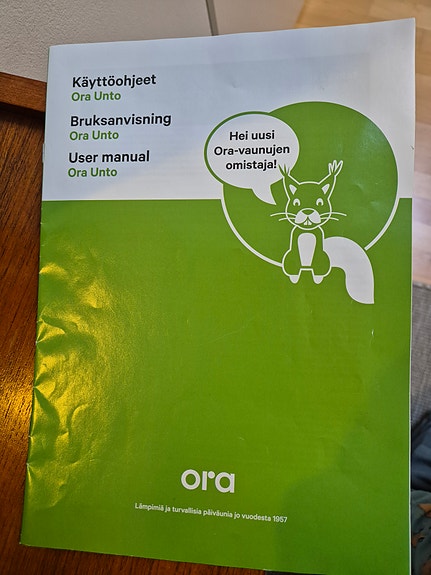 Käyttöohjeet
Ora Unto
Bruksanvisning
Ora Unto
User manual
Ora Unto
Hei uusi
Ora-vaunujen
omistaja!
ora
Lämpimiä ja turvallisia päiväunia jo vuodesta 1957